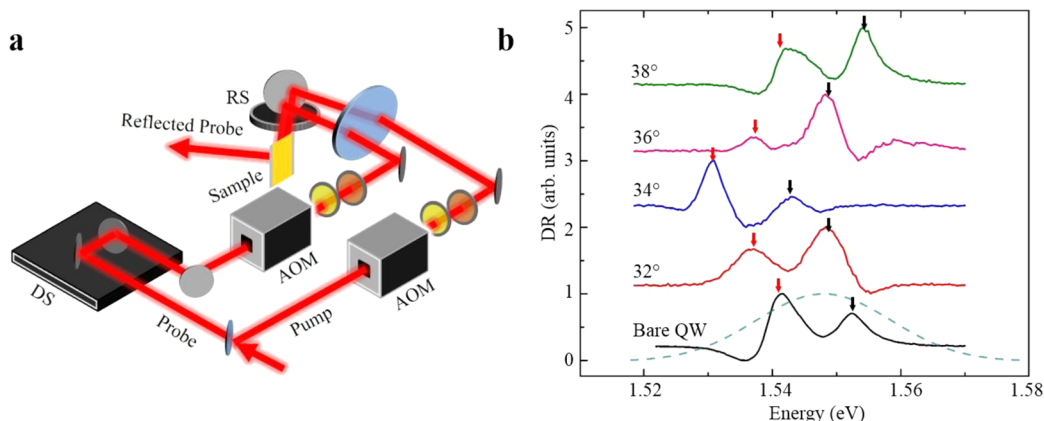 a
RS
Reflected Probe
Sample
AOM
AOM
DS
Probe
Pump
b
DR (arb. units)
5
4
3
2
1
0
38°
36°
34°
32°
Bare QW
1.52
1.54
1.56
1.58
Energy (eV)